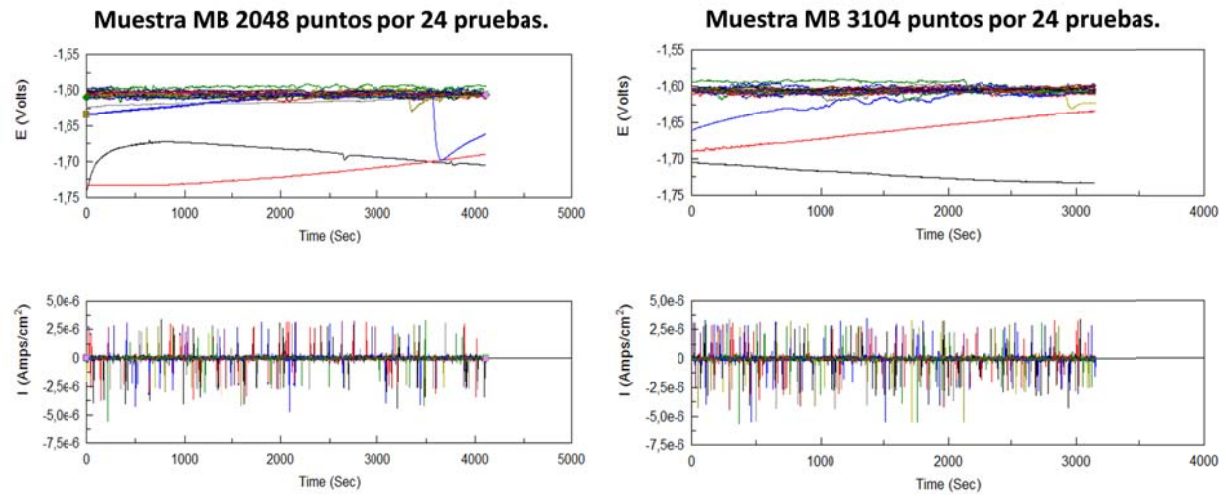 Muestra MB 2048 puntos por 24 pruebas.
Muestra MB 3104 puntos por 24 pruebas.
E (Volts)
-1,55
-1,60
-1,65
-1,70
-1,75
0 1000 2000 3000 4000 5000
Time (Sec)
E (Volts)
-1,55
-1,60
-1,65
-1,70
-1,75
0 1000 2000 3000 4000
Time (Sec)
I (Amps/cm²)
5,0e-6
2,5e-6
0
-2,5e-6
-5,0e-6
-7,5e-6
0 1000 2000 3000 4000 5000
Time (Sec)
I (Amps/cm²)
5,0e-8
2,5e-8
0
-2,5e-8
-5,0e-8
-7,5e-8
0 1000 2000 3000 4000
Time (Sec)